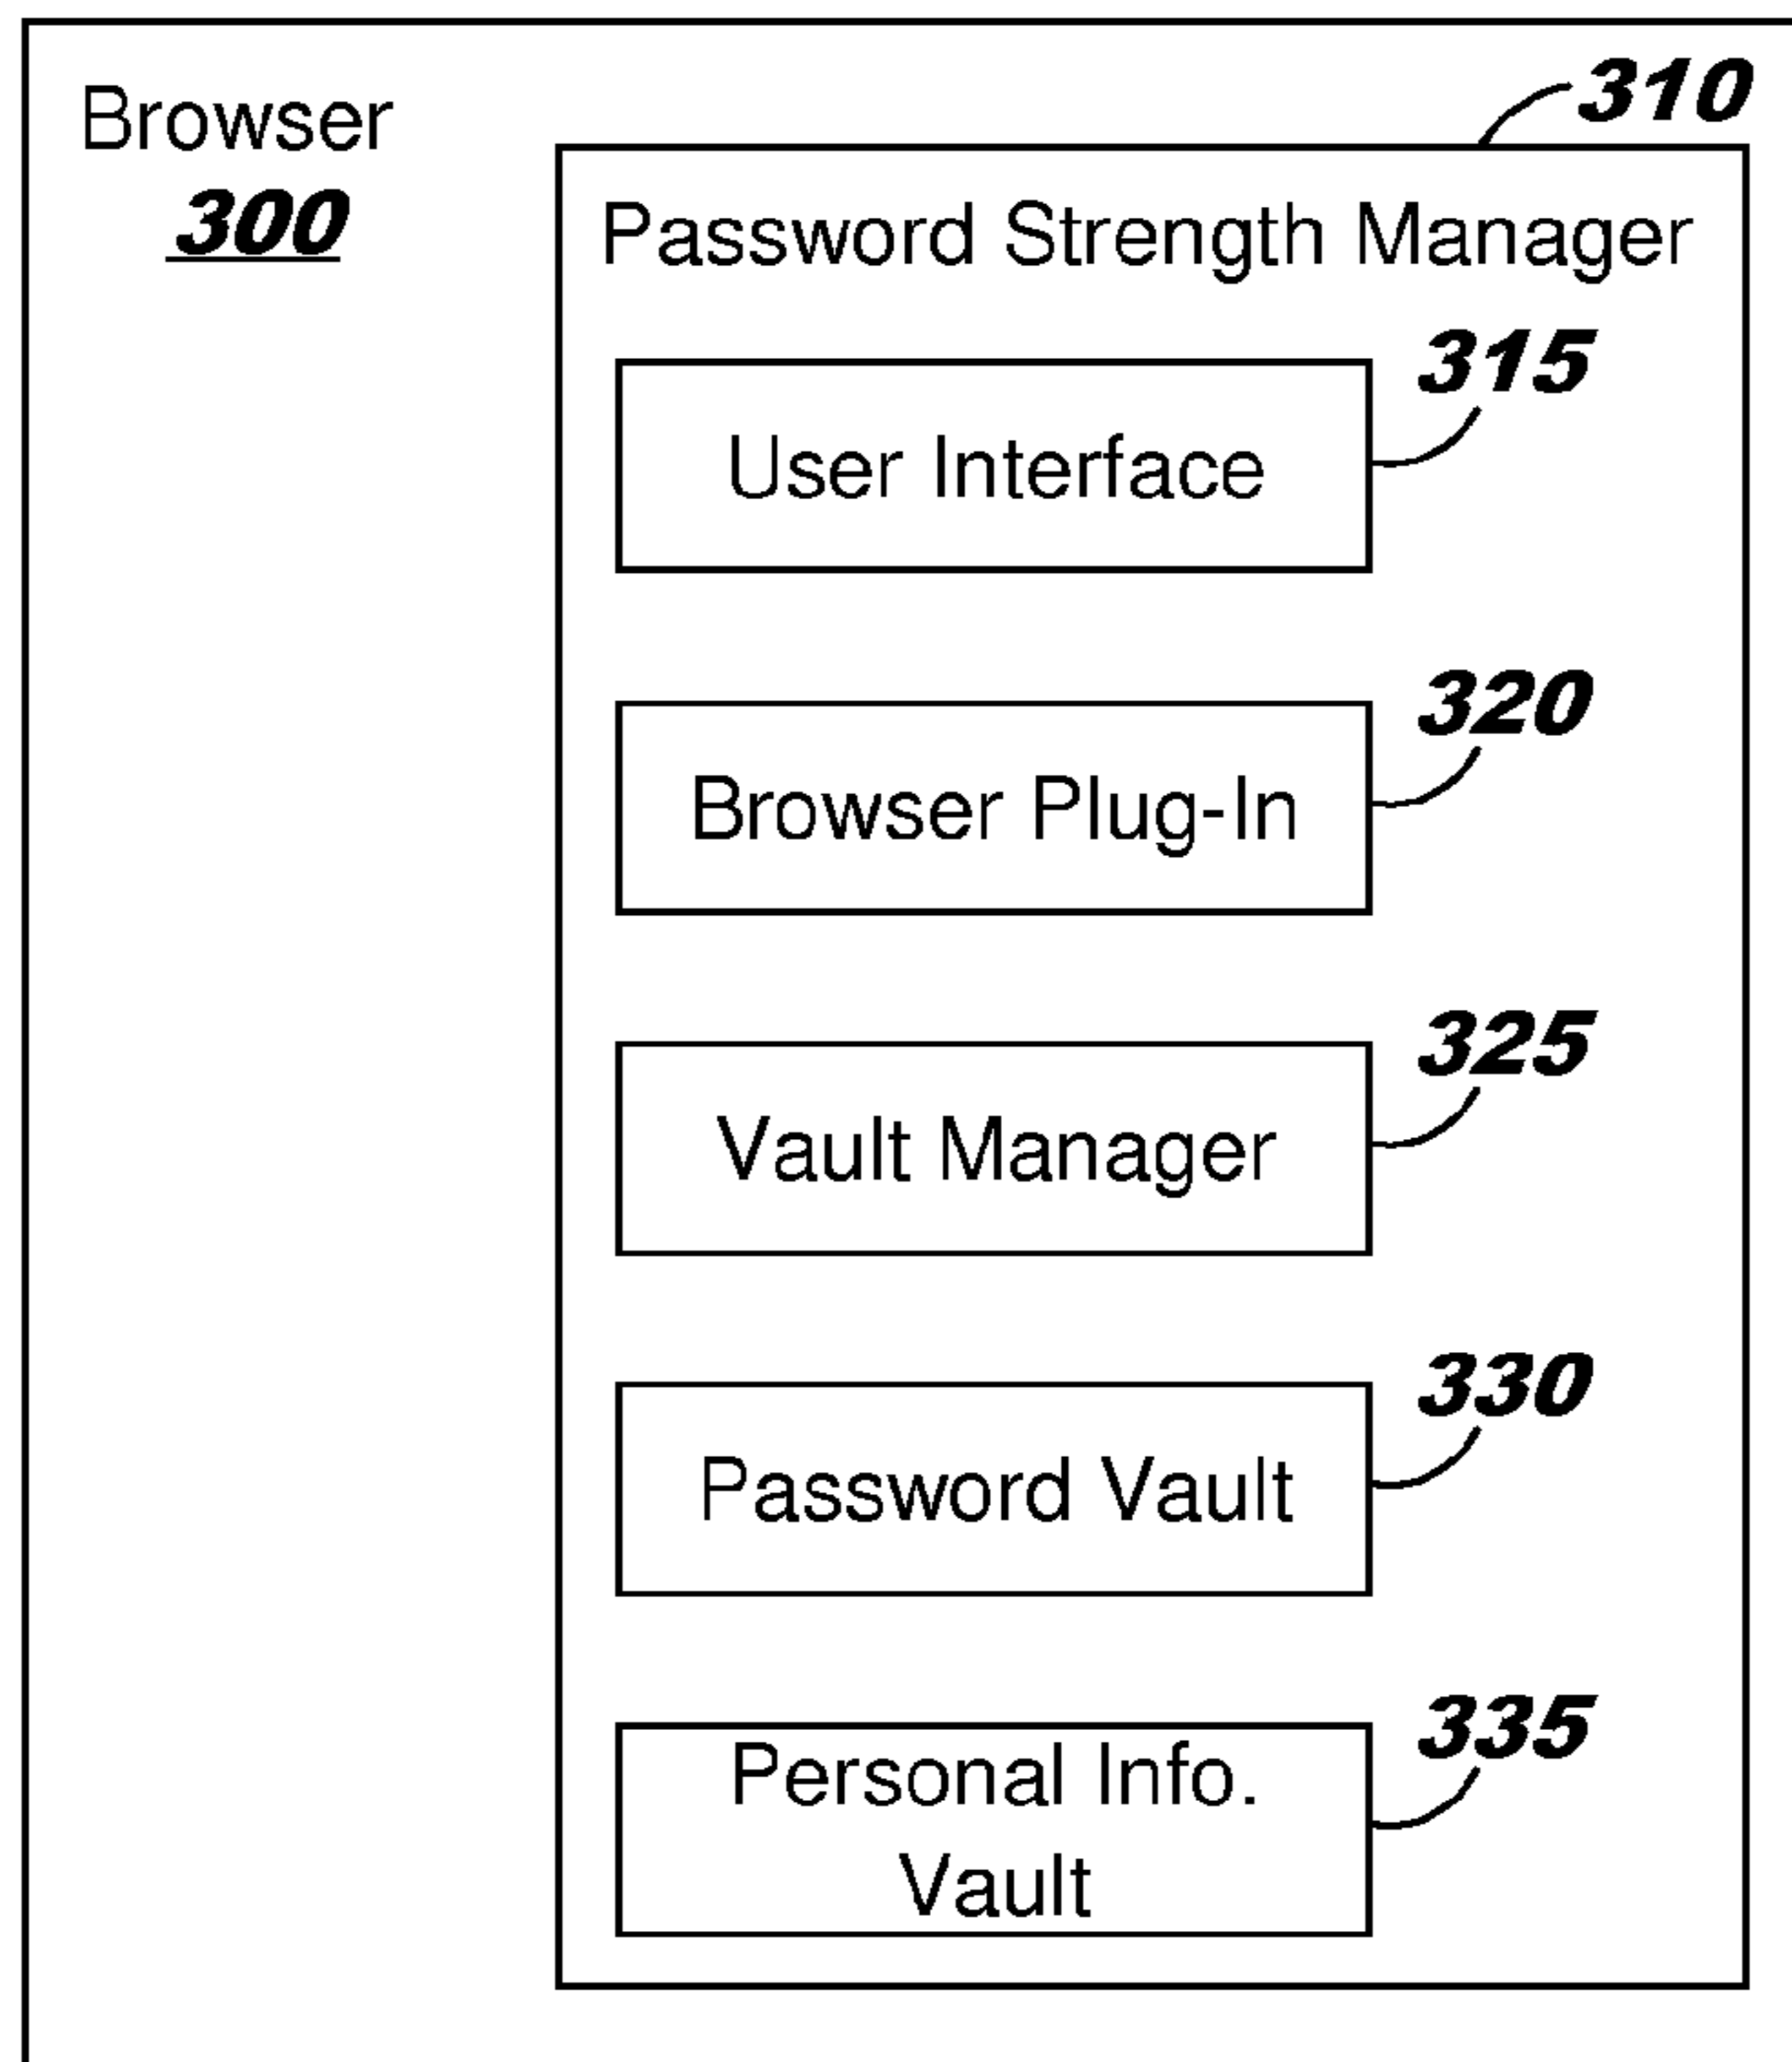 Browser
300
310
Password Strength Manager
315
User Interface
320
Browser Plug-In
325
Vault Manager
330
Password Vault
335
Personal Info.
Vault